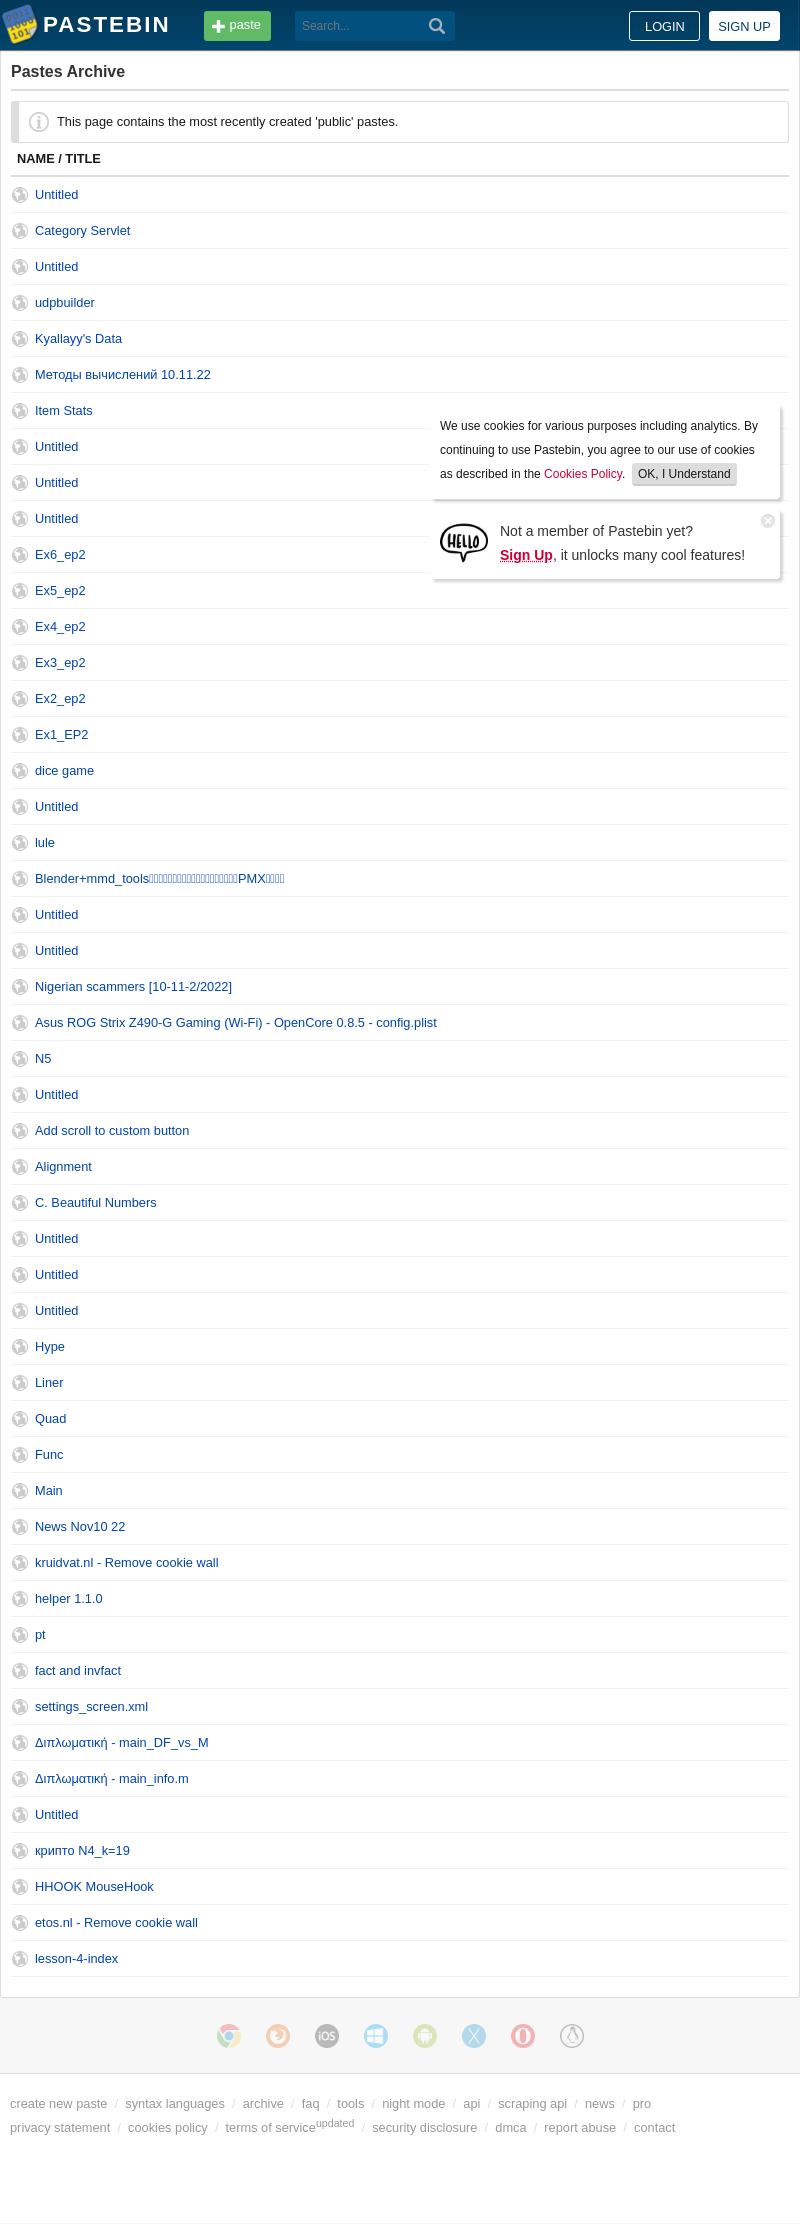 PASTEBIN
paste
Search...
LOGIN
SIGN UP
Pastes Archive
This page contains the most recently created 'public' pastes.
NAME / TITLE
Untitled
Category Servlet
Untitled
udpbuilder
Kyallayy's Data
Методы вычислений 10.11.22
Item Stats
Untitled
Untitled
Untitled
Ex6_ep2
Ex5_ep2
Ex4_ep2
Ex3_ep2
Ex2_ep2
Ex1_EP2
dice game
Untitled
lule
Blender+mmd_tools PMX
Untitled
Untitled
Nigerian scammers [10-11-2/2022]
Asus ROG Strix Z490-G Gaming (Wi-Fi) - OpenCore 0.8.5 - config.plist
N5
Untitled
Add scroll to custom button
Alignment
C. Beautiful Numbers
Untitled
Untitled
Untitled
Hype
Liner
Quad
Func
Main
News Nov10 22
kruidvat.nl - Remove cookie wall
helper 1.1.0
pt
fact and invfact
settings_screen.xml
Διπλωματική - main_DF_vs_M
Διπλωματική - main_info.m
Untitled
крипто N4_k=19
HHOOK MouseHook
etos.nl - Remove cookie wall
lesson-4-index
We use cookies for various purposes including analytics. By
continuing to use Pastebin, you agree to our use of cookies
as described in the Cookies Policy. OK, I Understand
HELLO
Not a member of Pastebin yet?
Sign Up, it unlocks many cool features!
iOS
create new paste / syntax languages / archive / faq / tools / night mode / api / scraping api / news / pro
privacy statement / cookies policy / terms of service updated / security disclosure / dmca / report abuse / contact